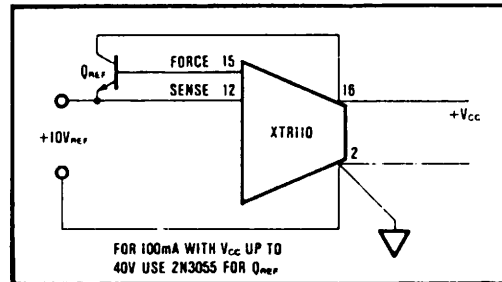 FORCE 15
QREF
SENSE 12
16
+VCC
+10VREF
XTR110
2
FOR 100mA WITH VCC UP TO
40V USE 2N3055 FOR QREF